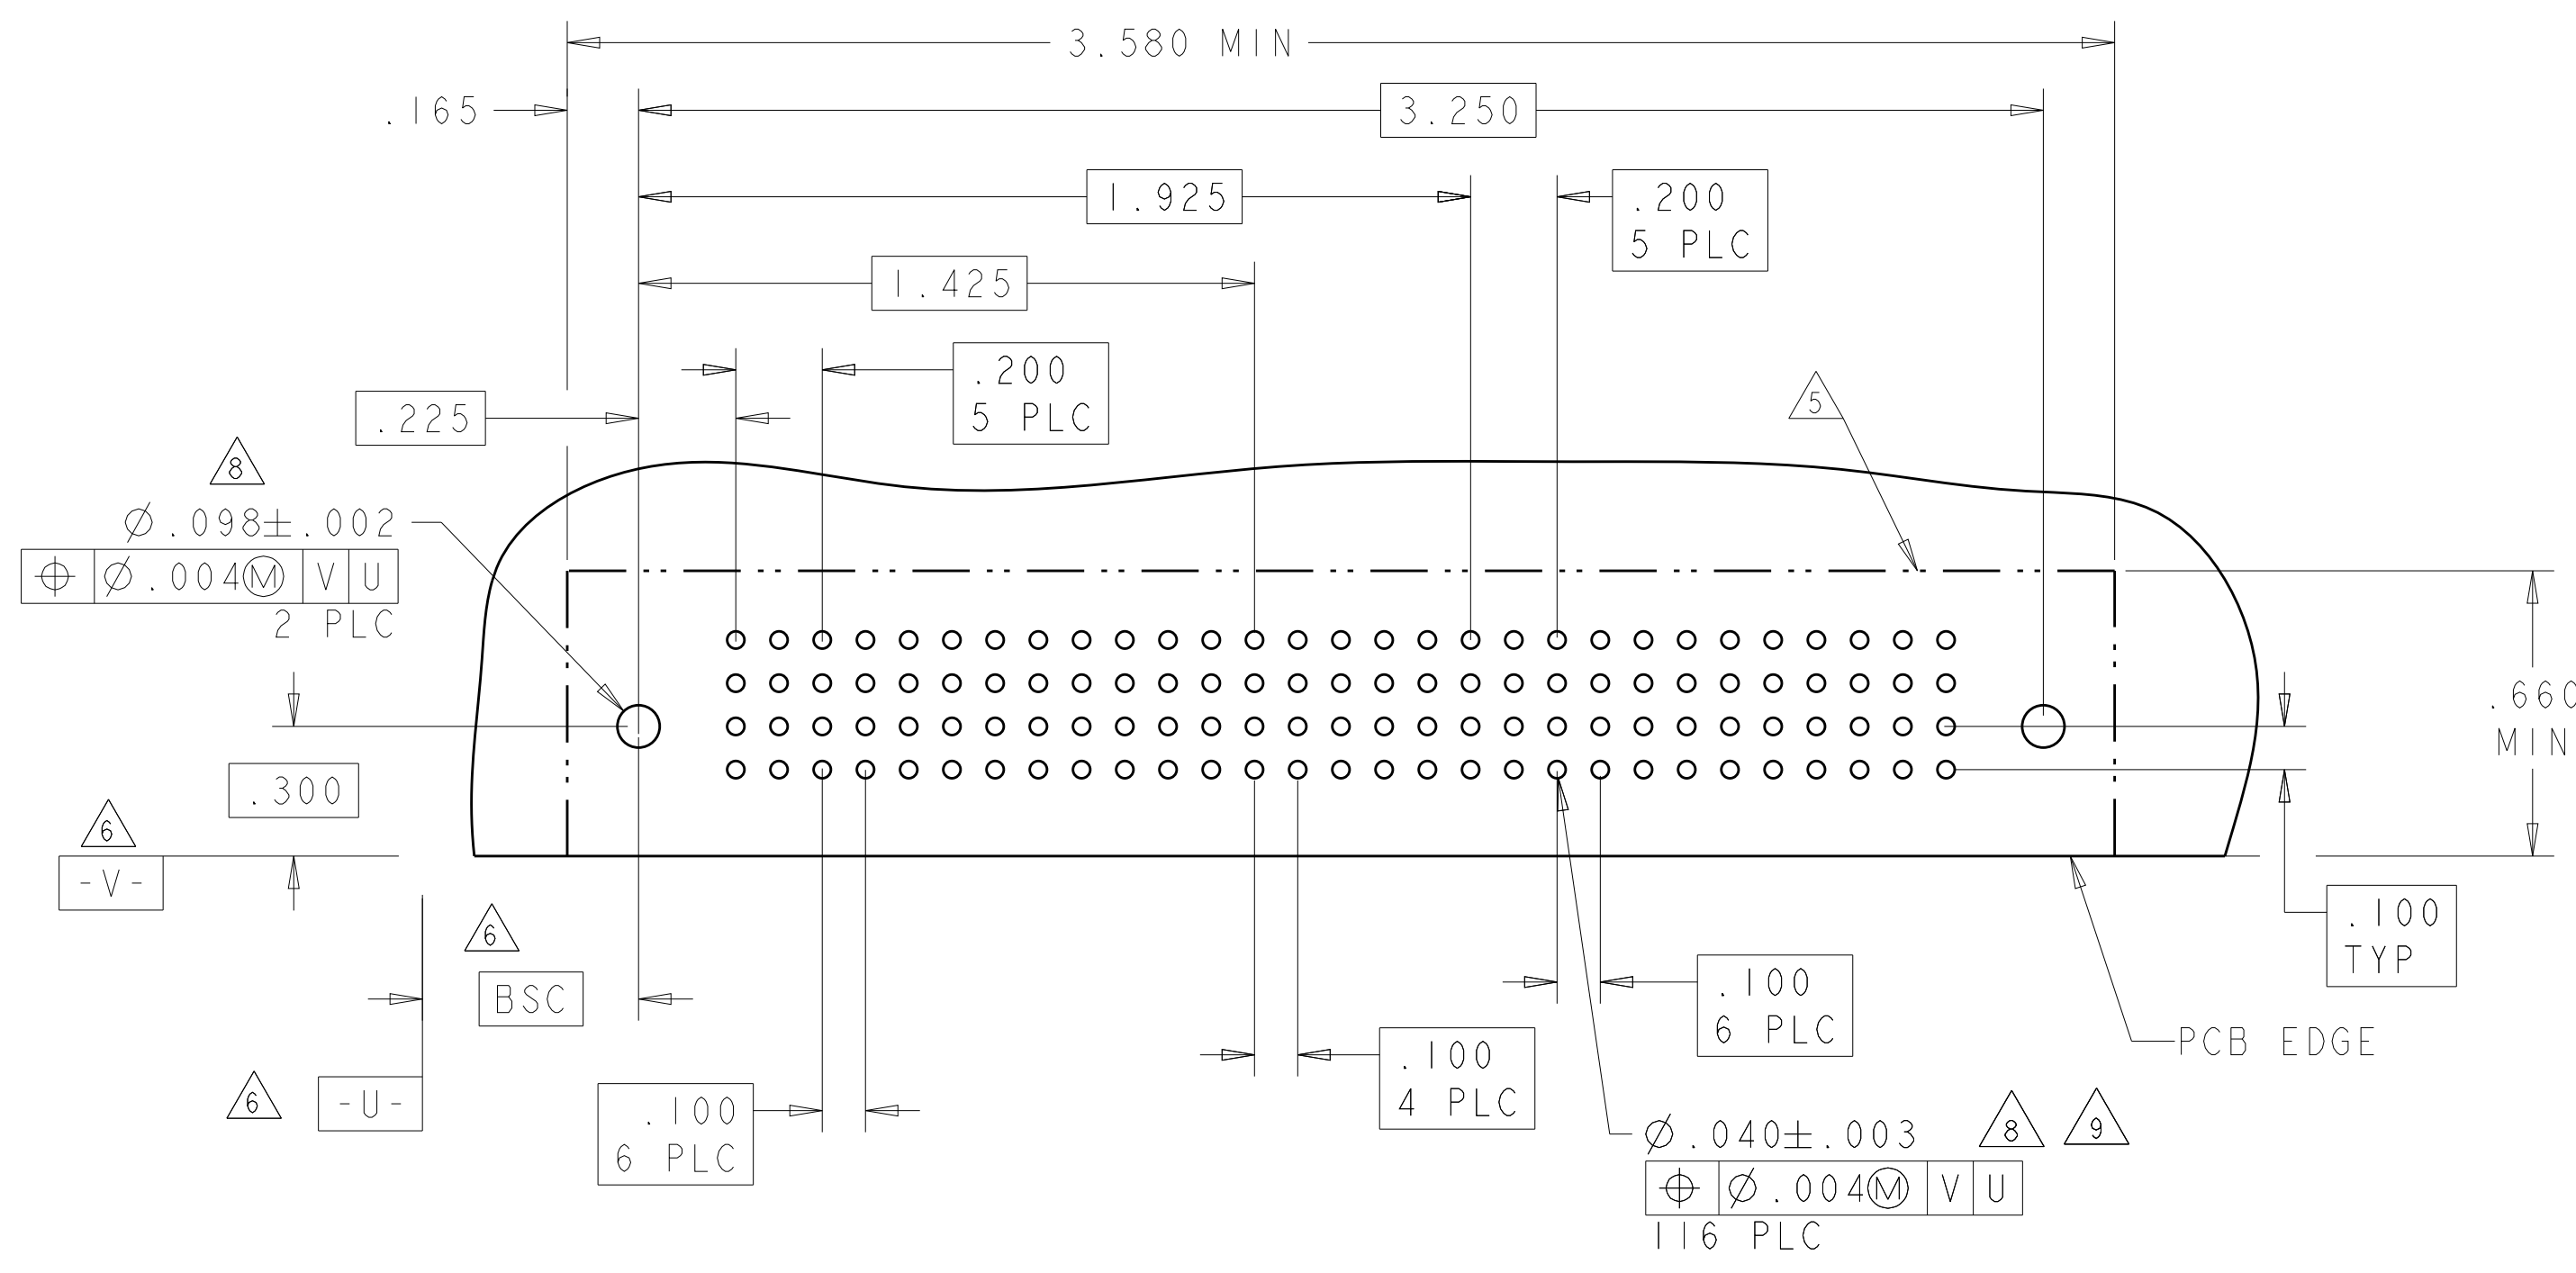 3.580 MIN
.165
3.250
1.925
.200
5 PLC
1.425
.200
5 PLC
.225
5
8
⌀.098±.002
⌖ ⌀.004Ⓜ V U
2 PLC
.660
MIN
.300
6
-V-
6
BSC
6
-U-
.100
TYP
.100
6 PLC
PCB EDGE
.100
4 PLC
.100
6 PLC
⌀.040±.003 8 9
⌖ ⌀.004Ⓜ V U
116 PLC